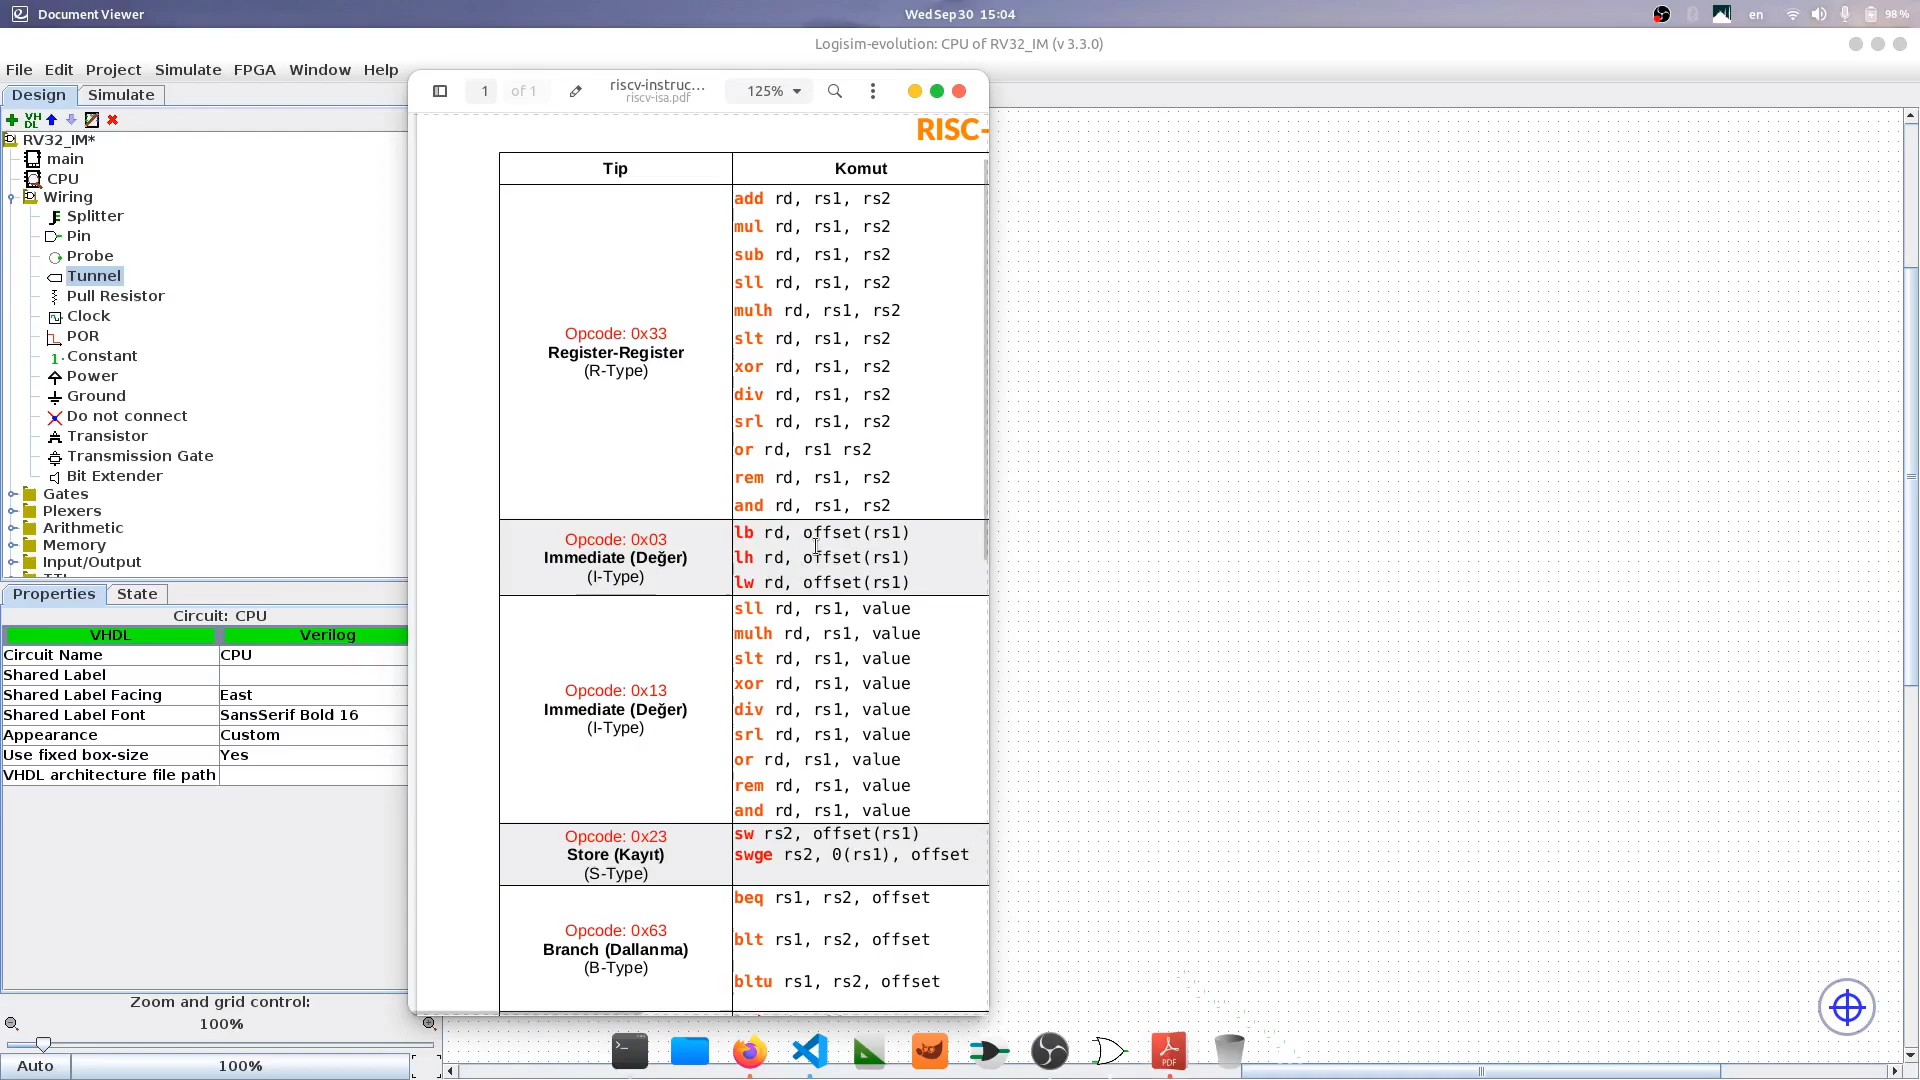 Document Viewer
Wed Sep 30 15:04
en
98 %
Logisim-evolution: CPU of RV32_IM (v 3.3.0)
File Edit Project Simulate FPGA Window Help
Design Simulate
VH
DL
RV32_IM*
main
CPU
Wiring
Splitter
Pin
Probe
Tunnel
Pull Resistor
Clock
POR
Constant
Power
Ground
Do not connect
Transistor
Transmission Gate
Bit Extender
Gates
Plexers
Arithmetic
Memory
Input/Output
Properties State
Circuit: CPU
VHDL Verilog
Circuit Name CPU
Shared Label
Shared Label Facing East
Shared Label Font SansSerif Bold 16
Appearance Custom
Use fixed box-size Yes
VHDL architecture file path
Zoom and grid control:
100%
Auto 100%
1 of 1
riscv-instruc...
riscv-isa.pdf
125%
RISC-
Tip Komut
Opcode: 0x33
Register-Register
(R-Type)
add rd, rs1, rs2
mul rd, rs1, rs2
sub rd, rs1, rs2
sll rd, rs1, rs2
mulh rd, rs1, rs2
slt rd, rs1, rs2
xor rd, rs1, rs2
div rd, rs1, rs2
srl rd, rs1, rs2
or rd, rs1 rs2
rem rd, rs1, rs2
and rd, rs1, rs2
Opcode: 0x03
Immediate (Değer)
(I-Type)
lb rd, offset(rs1)
lh rd, offset(rs1)
lw rd, offset(rs1)
Opcode: 0x13
Immediate (Değer)
(I-Type)
sll rd, rs1, value
mulh rd, rs1, value
slt rd, rs1, value
xor rd, rs1, value
div rd, rs1, value
srl rd, rs1, value
or rd, rs1, value
rem rd, rs1, value
and rd, rs1, value
Opcode: 0x23
Store (Kayıt)
(S-Type)
sw rs2, offset(rs1)
swge rs2, 0(rs1), offset
Opcode: 0x63
Branch (Dallanma)
(B-Type)
beq rs1, rs2, offset
blt rs1, rs2, offset
bltu rs1, rs2, offset
PDF